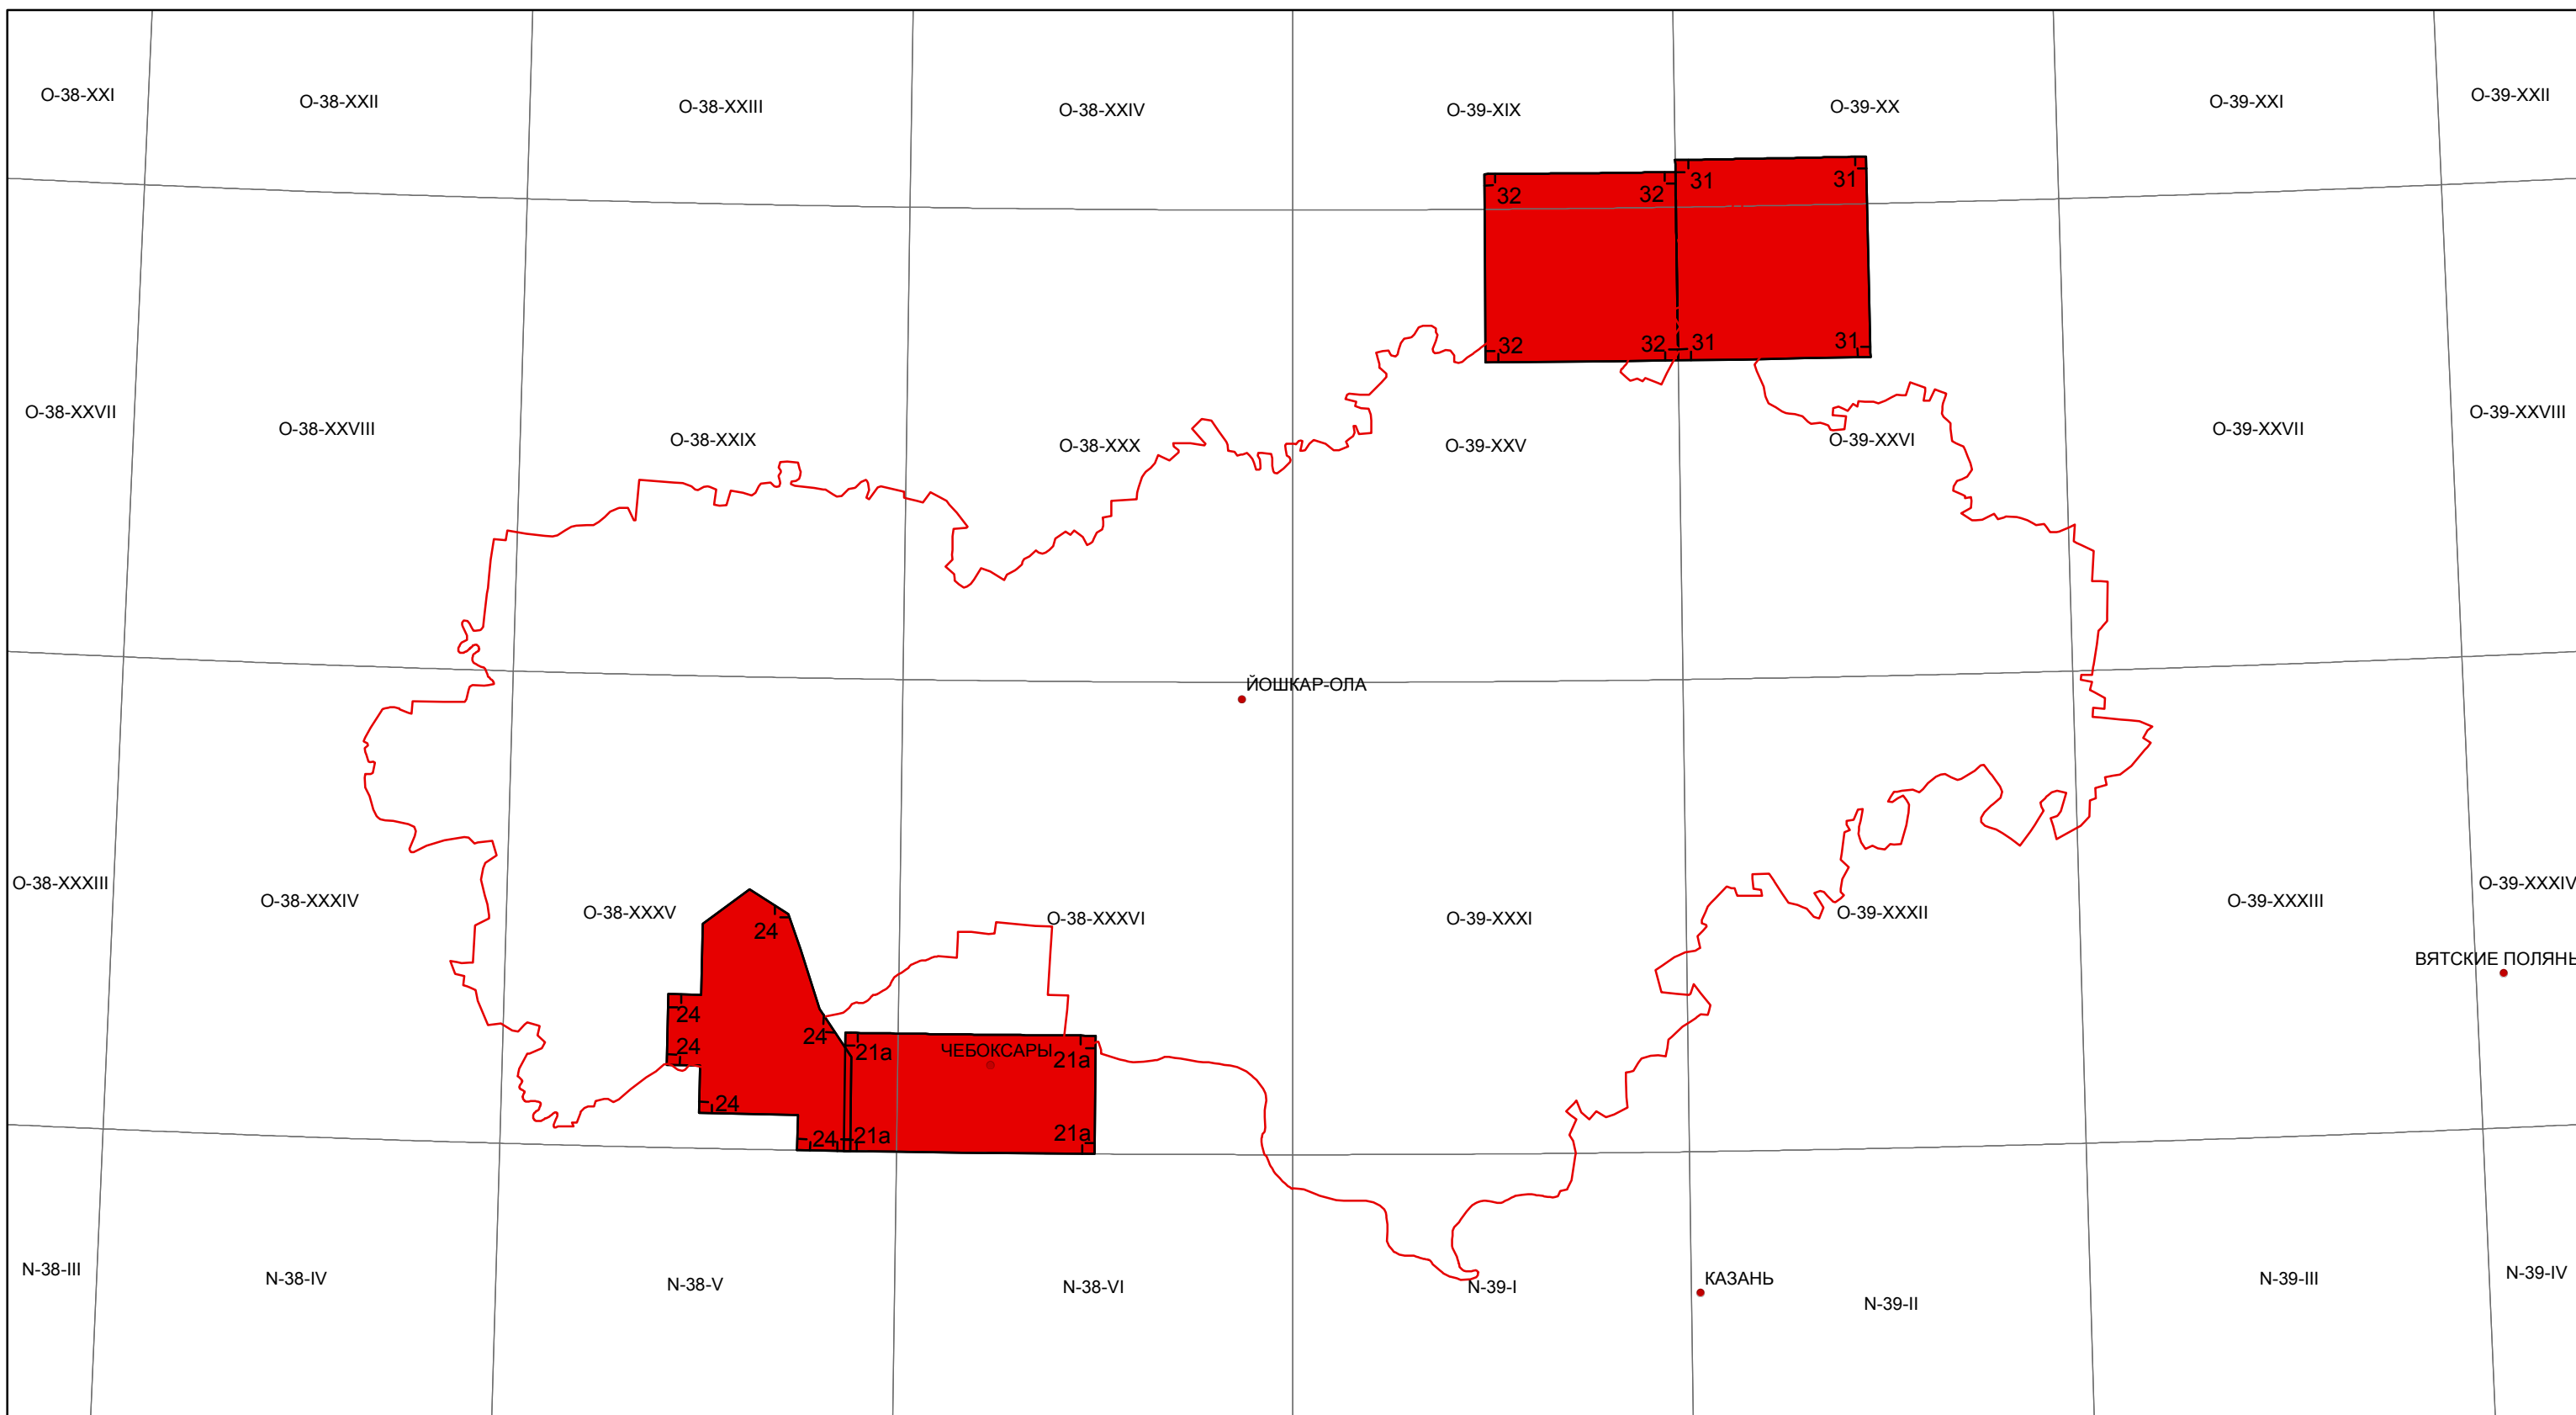 O-38-XXI
O-38-XXII
O-38-XXIII
O-38-XXIV
O-39-XIX
O-39-XX
O-39-XXI
O-39-XXII
32
32
31
31
32
32
31
31
O-38-XXVII
O-38-XXVIII
O-38-XXIX
O-38-XXX
O-39-XXV
O-39-XXVI
O-39-XXVII
O-39-XXVIII
ЙОШКАР-ОЛА
O-38-XXXIII
O-38-XXXIV
O-38-XXXV
O-38-XXXVI
O-39-XXXI
O-39-XXXII
O-39-XXXIII
O-39-XXXIV
24
ВЯТСКИЕ ПОЛЯНЫ
24
24
24
21а
ЧЕБОКСАРЫ
21а
24
24
21а
21а
N-38-III
N-38-IV
N-38-V
N-38-VI
N-39-I
КАЗАНЬ
N-39-II
N-39-III
N-39-IV